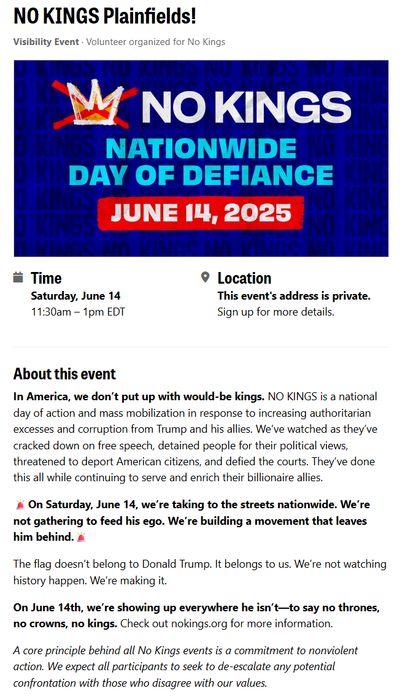 NO KINGS Plainfields!
Visibility Event · Volunteer organized for No Kings
NO KINGS
NATIONWIDE
DAY OF DEFIANCE
JUNE 14, 2025
Time
Saturday, June 14
11:30am – 1pm EDT
Location
This event's address is private.
Sign up for more details.
About this event
In America, we don't put up with would-be kings. NO KINGS is a national
day of action and mass mobilization in response to increasing authoritarian
excesses and corruption from Trump and his allies. We've watched as they've
cracked down on free speech, detained people for their political views,
threatened to deport American citizens, and defied the courts. They've done
this all while continuing to serve and enrich their billionaire allies.
🚨 On Saturday, June 14, we're taking to the streets nationwide. We're
not gathering to feed his ego. We're building a movement that leaves
him behind. 🚨
The flag doesn't belong to Donald Trump. It belongs to us. We're not watching
history happen. We're making it.
On June 14th, we're showing up everywhere he isn't—to say no thrones,
no crowns, no kings. Check out nokings.org for more information.
A core principle behind all No Kings events is a commitment to nonviolent
action. We expect all participants to seek to de-escalate any potential
confrontation with those who disagree with our values.